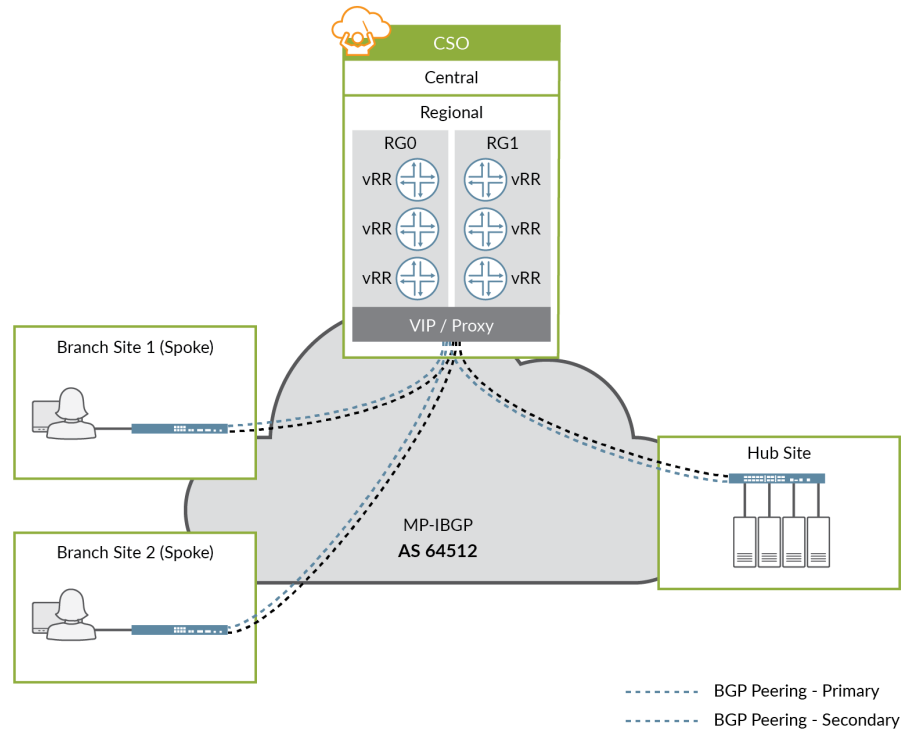 CSO
Central
Regional
RG0
RG1
vRR
vRR
vRR
vRR
vRR
vRR
VIP / Proxy
Branch Site 1 (Spoke)
Hub Site
MP-IBGP
AS 64512
Branch Site 2 (Spoke)
BGP Peering - Primary
BGP Peering - Secondary